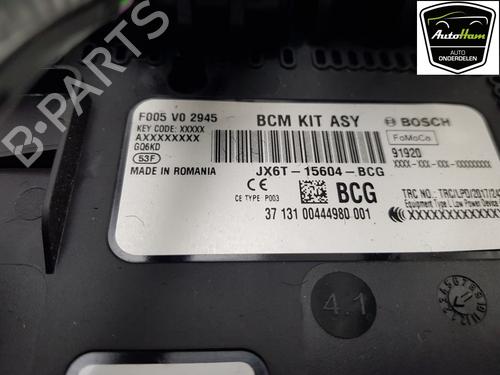 AutoHam
AUTO
ONDERDELEN
B-PARTS
F005 V0 2945
BCM KIT ASY
BOSCH
KEY CODE: XXXXX
AXXXXXXXXX
GQ6KD
53F
FoMoCo
91920
MADE IN ROMANIA
JX6T-15604-BCG
CE
CE TYPE: P003
BCG
TRC NO.: TRC/LPD/2017/24
Equipment Type: Low Power Device
37 131 00444980 001
4.1